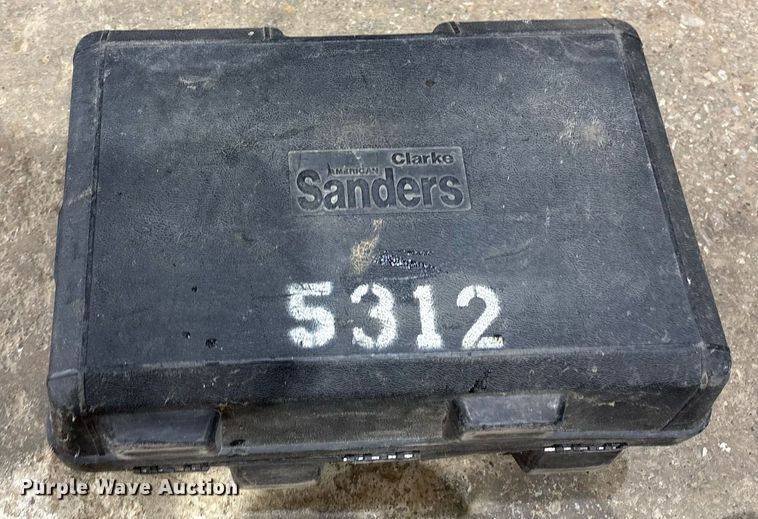 Clarke
AMERICAN
Sanders
5312
Purple Wave Auction